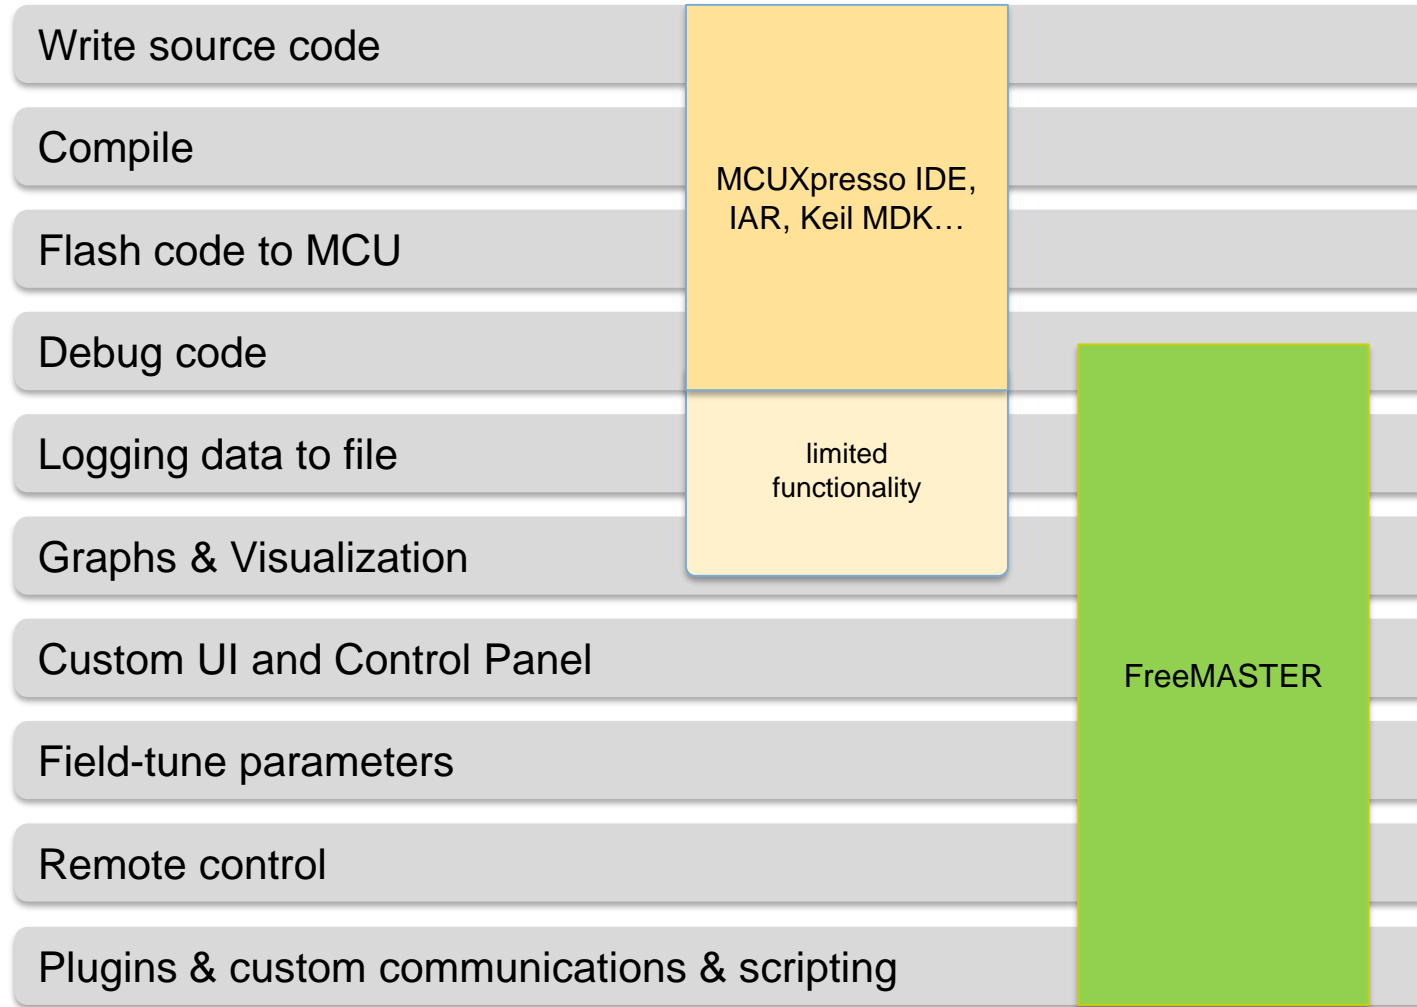 Write source code
Compile
MCUXpresso IDE,
IAR, Keil MDK…
Flash code to MCU
Debug code
Logging data to file
limited
functionality
Graphs & Visualization
Custom UI and Control Panel
FreeMASTER
Field-tune parameters
Remote control
Plugins & custom communications & scripting